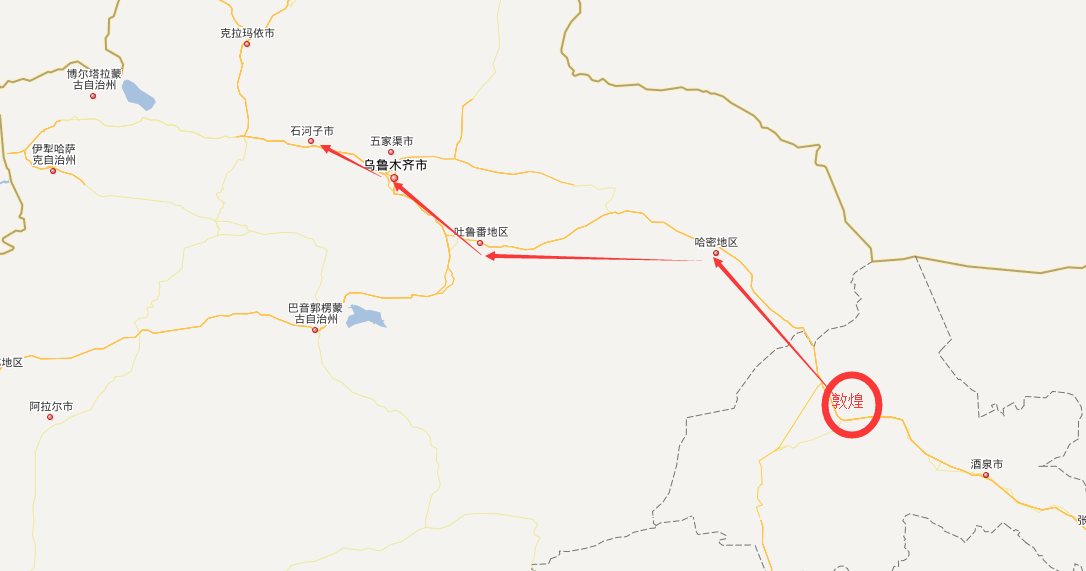 克拉玛依市
博尔塔拉蒙
古自治州
石河子市
五家渠市
伊犁哈萨
克自治州
乌鲁木齐市
吐鲁番地区
哈密地区
巴音郭楞蒙
古自治州
地区
阿拉尔市
敦煌
酒泉市
张